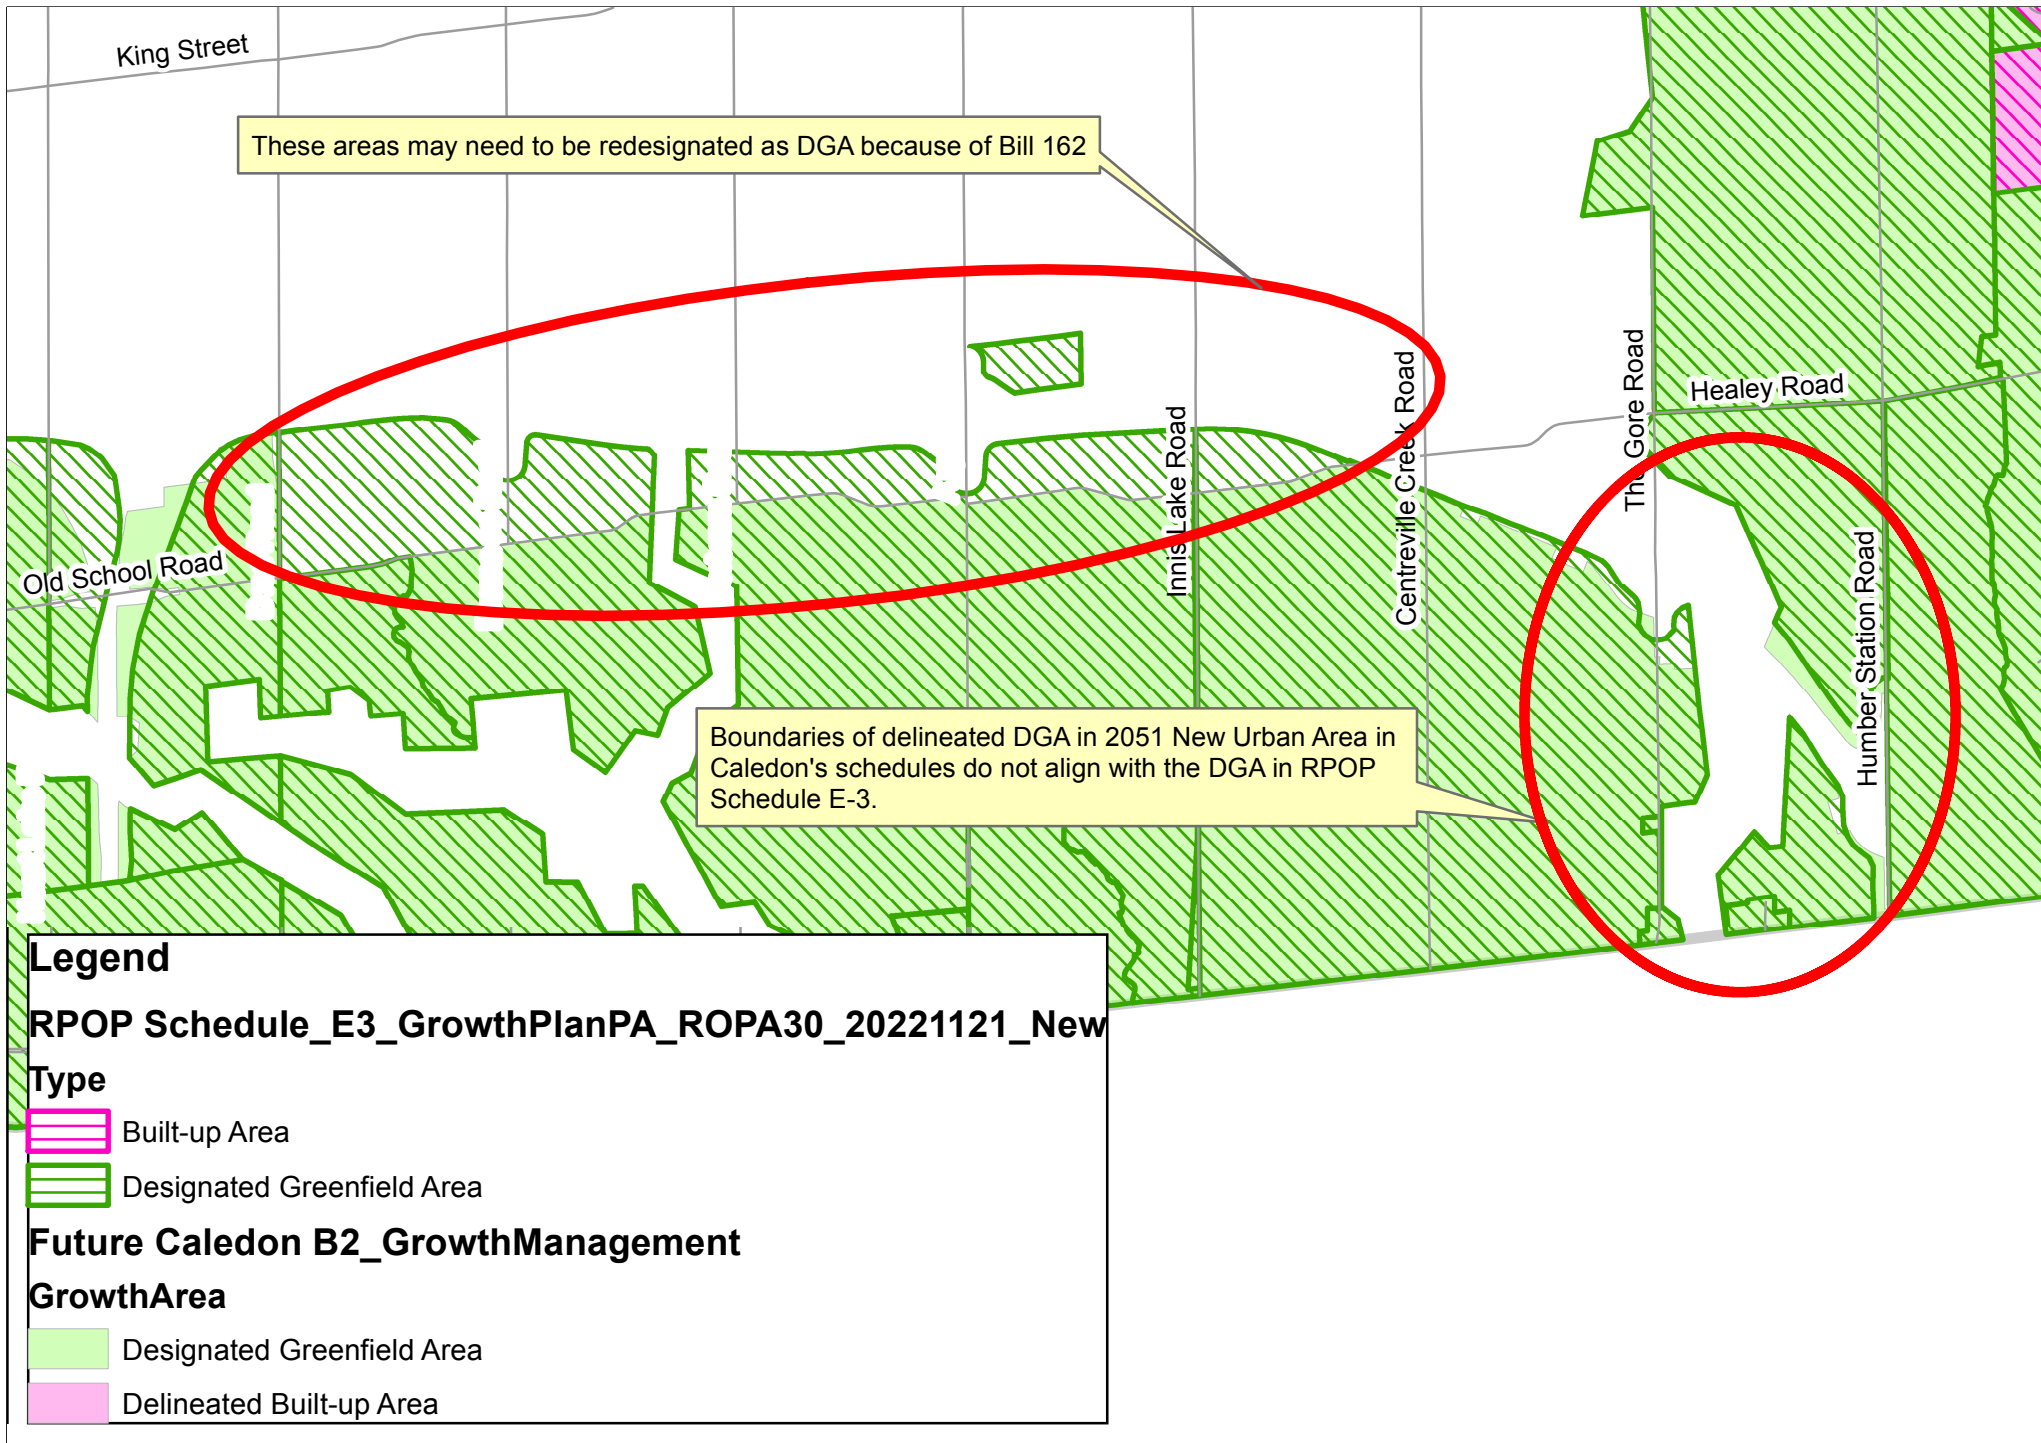 King Street
These areas may need to be redesignated as DGA because of Bill 162
The Gore Road
Healey Road
Innis Lake Road
Centreville Creek Road
Old School Road
Humber Station Road
Boundaries of delineated DGA in 2051 New Urban Area in
Caledon's schedules do not align with the DGA in RPOP
Schedule E-3.
Legend
RPOP Schedule_E3_GrowthPlanPA_ROPA30_20221121_New
Type
Built-up Area
Designated Greenfield Area
Future Caledon B2_GrowthManagement
GrowthArea
Designated Greenfield Area
Delineated Built-up Area